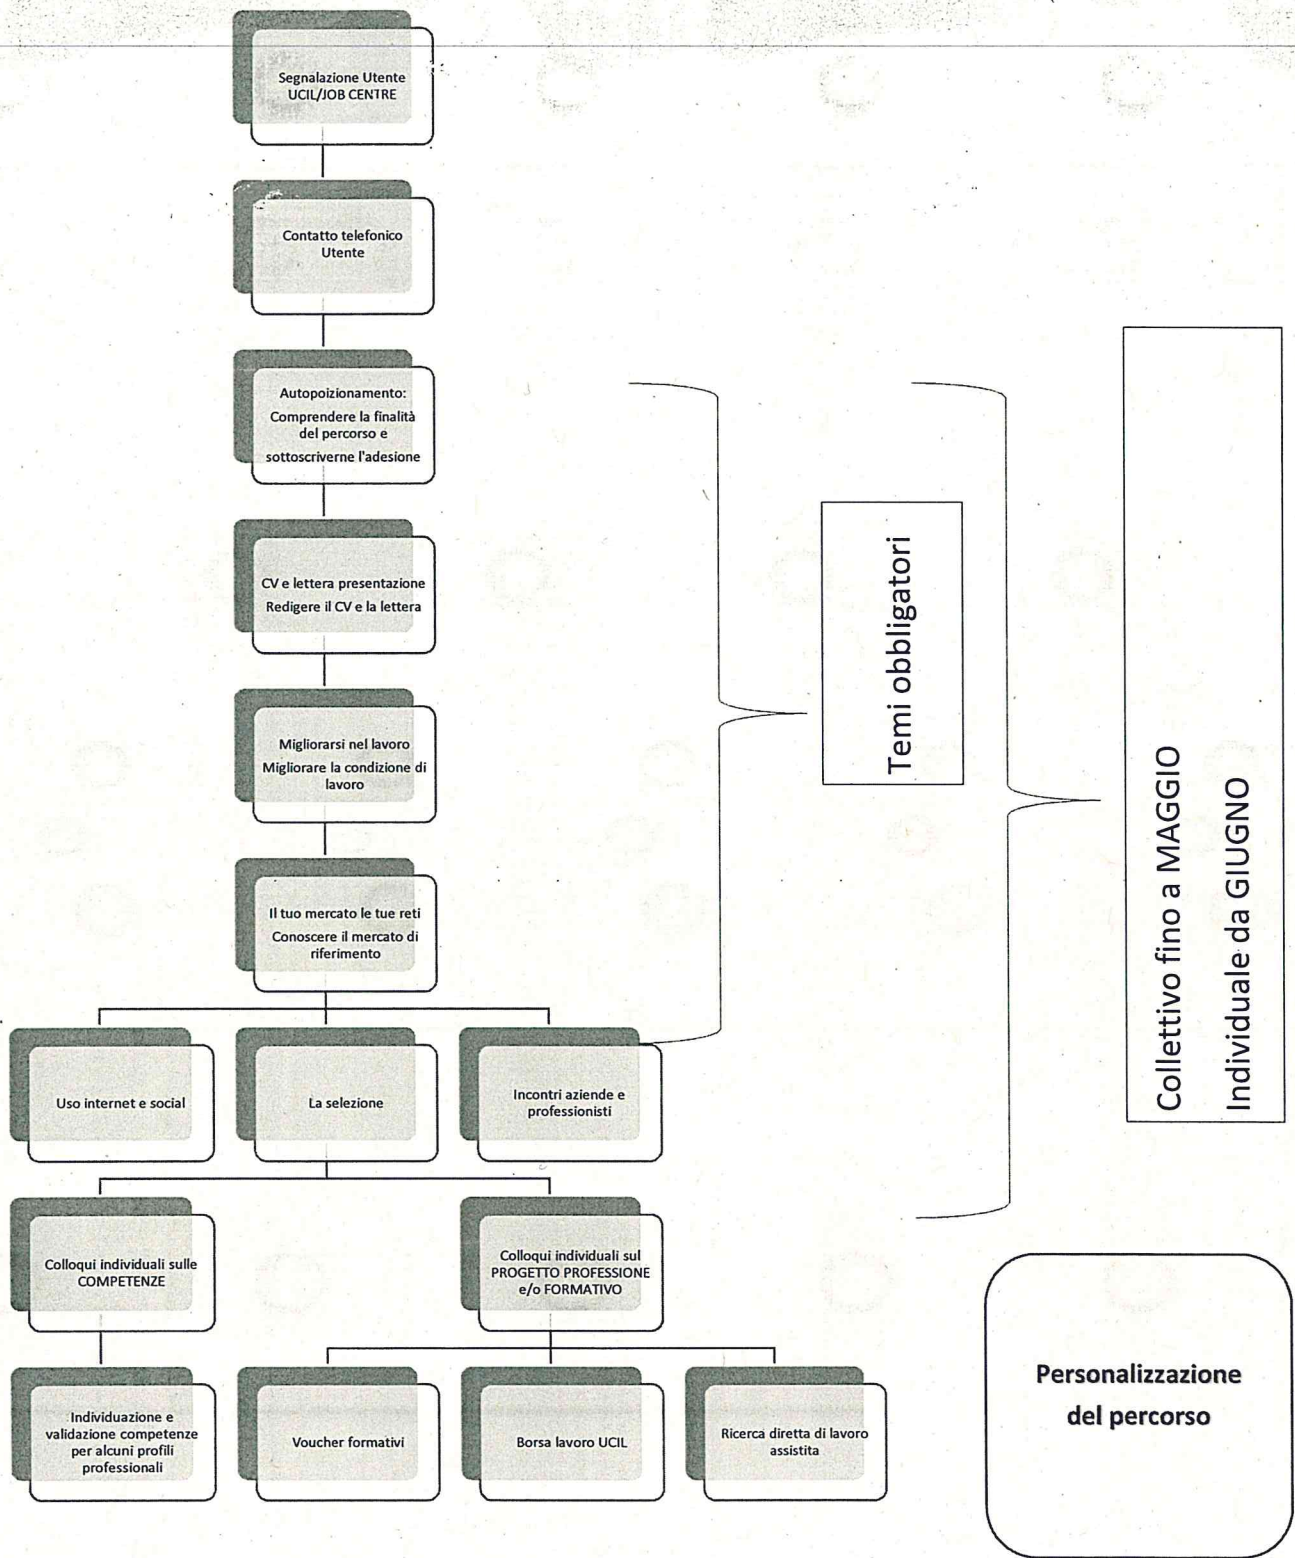 Segnalazione Utente
UCIL/JOB CENTRE
Contatto telefonico
Utente
Autopoizionamento:
Comprendere la finalità
del percorso e
sottoscriverne l'adesione
CV e lettera presentazione
Redigere il CV e la lettera
Migliorarsi nel lavoro
Migliorare la condizione di
lavoro
Il tuo mercato le tue reti
Conoscere il mercato di
riferimento
Uso internet e social
La selezione
Incontri aziende e
professionisti
Colloqui individuali sulle
COMPETENZE
Colloqui individuali sul
PROGETTO PROFESSIONE
e/o FORMATIVO
Individuazione e
validazione competenze
per alcuni profili
professionali
Voucher formativi
Borsa lavoro UCIL
Ricerca diretta di lavoro
assistita
Temi obbligatori
Collettivo fino a MAGGIO
Individuale da GIUGNO
Personalizzazione
del percorso